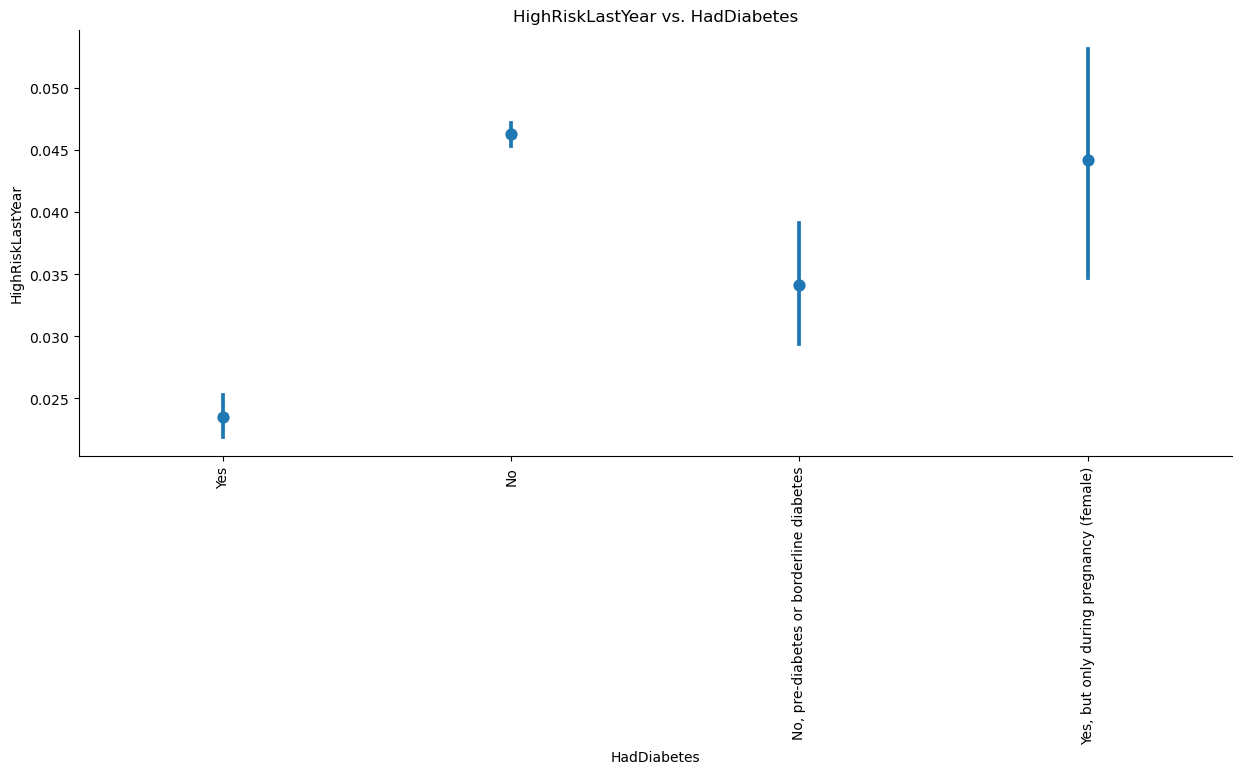 HighRiskLastYear vs. HadDiabetes
HighRiskLastYear
0.050
0.045
0.040
0.035
0.030
0.025
Yes
No
No, pre-diabetes or borderline diabetes
Yes, but only during pregnancy (female)
HadDiabetes